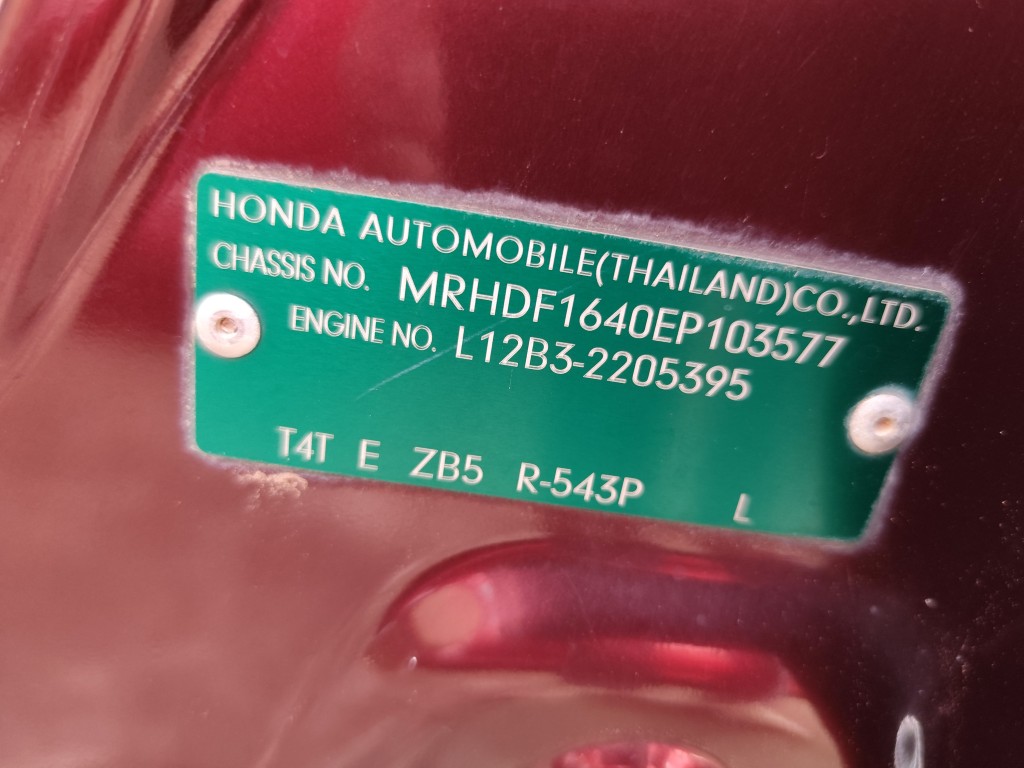 HONDA AUTOMOBILE(THAILAND)CO.,LTD.
CHASSIS NO. MRHDF1640EP103577
ENGINE NO. L12B3-2205395
T4T E ZB5 R-543P L